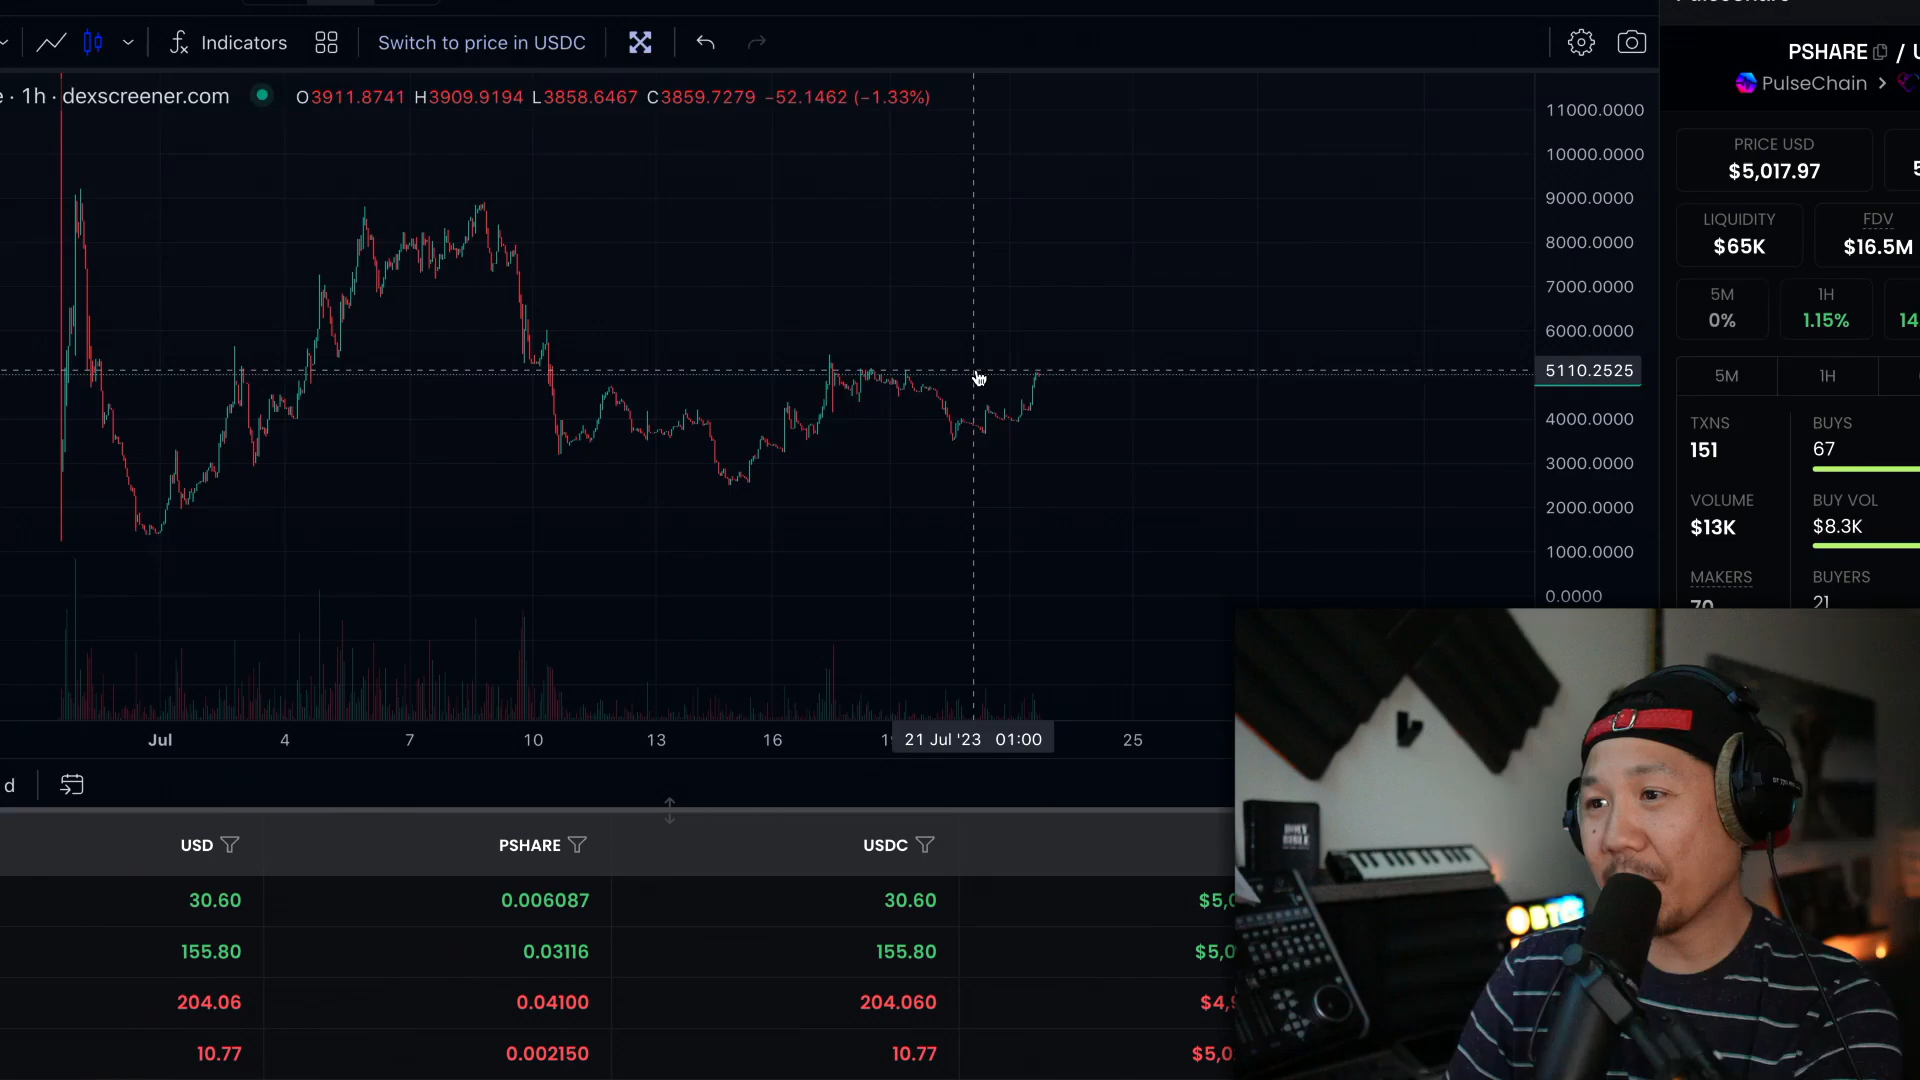 Indicators
Switch to price in USDC
· 1h · dexscreener.com O3911.8741 H3909.9194 L3858.6467 C3859.7279 −52.1462 (−1.33%)
11000.0000
10000.0000
9000.0000
8000.0000
7000.0000
6000.0000
5110.2525
4000.0000
3000.0000
2000.0000
1000.0000
0.0000
Jul 4 7 10 13 16 21 Jul '23 01:00 25
d
USD PSHARE USDC
30.60 0.006087 30.60
155.80 0.03116 155.80
204.06 0.04100 204.060
10.77 0.002150 10.77
PSHARE /
PulseChain >
PRICE USD
$5,017.97
LIQUIDITY
$65K
FDV
$16.5M
5M
0%
1H
1.15%
5M 1H
TXNS
151
BUYS
67
VOLUME
$13K
BUY VOL
$8.3K
MAKERS
70
BUYERS
21
HOLY
BIBLE
BTC